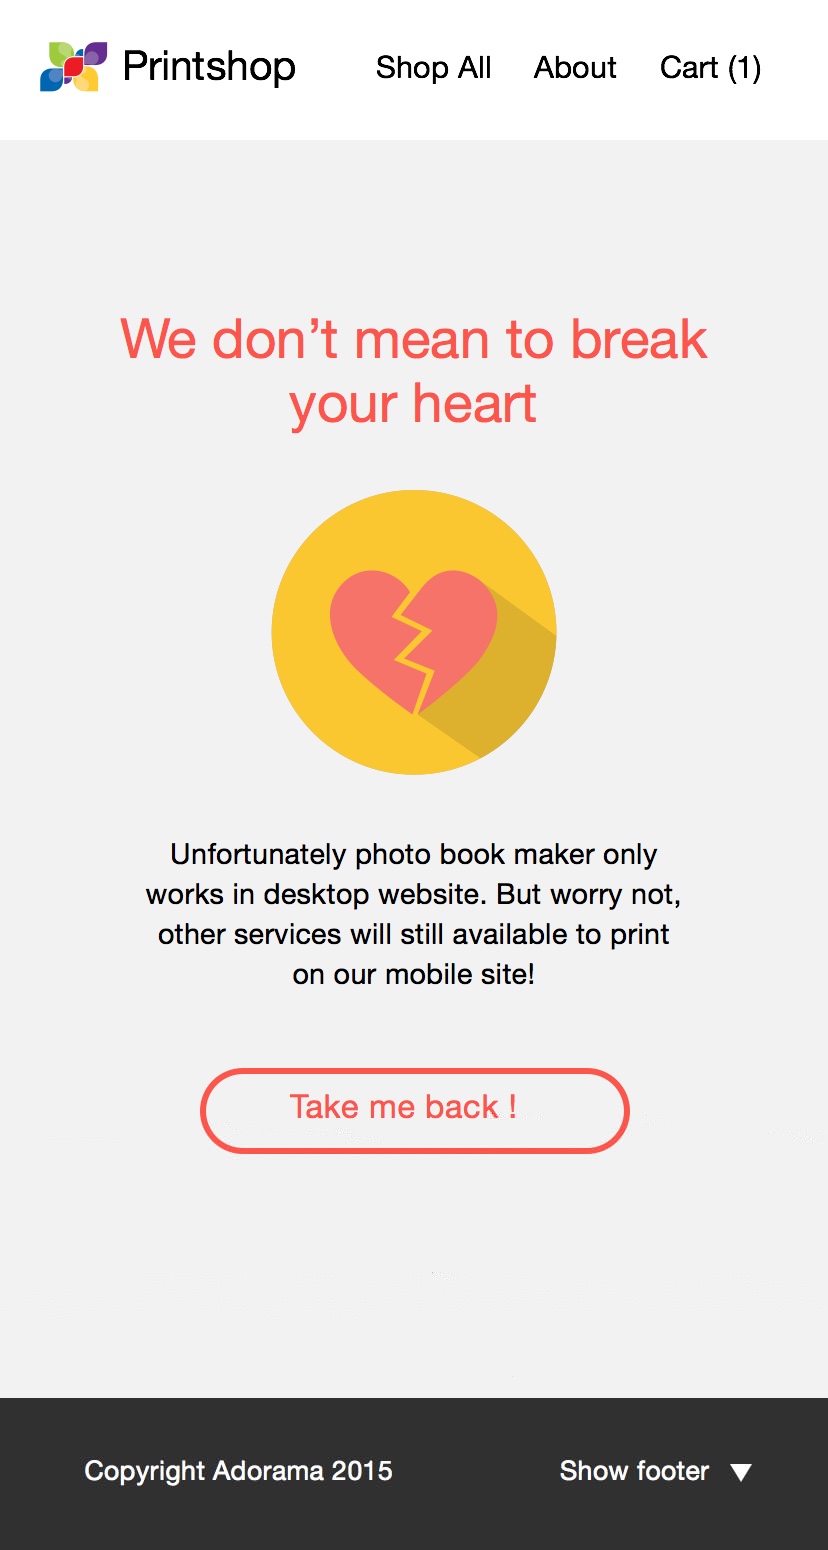 Printshop
Shop All
About
Cart (1)
We don’t mean to break
your heart
Unfortunately photo book maker only
works in desktop website. But worry not,
other services will still available to print
on our mobile site!
Take me back !
Copyright Adorama 2015
Show footer